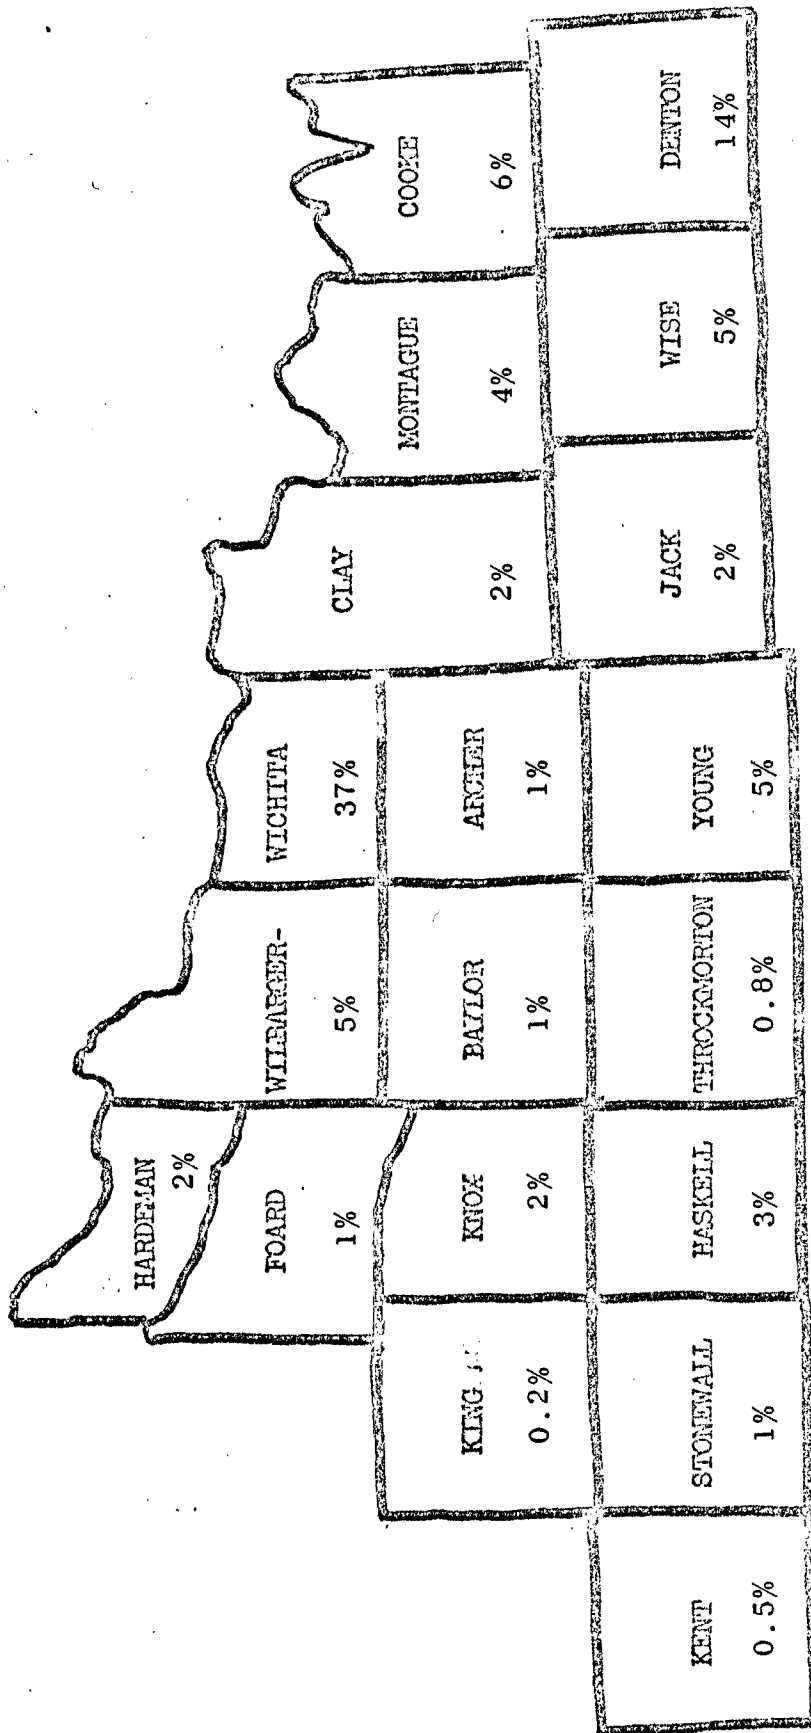 HARDEMAN
2%
FOARD
1%
WILBARGER-
5%
WICHITA
37%
CLAY
2%
MONTAGUE
4%
COOKE
6%
KING
0.2%
KNOX
2%
BAYLOR
1%
ARCHER
1%
JACK
2%
WISE
5%
DENTON
14%
KENT
0.5%
STONEWALL
1%
HASKELL
3%
THROCKMORTON
0.8%
YOUNG
5%